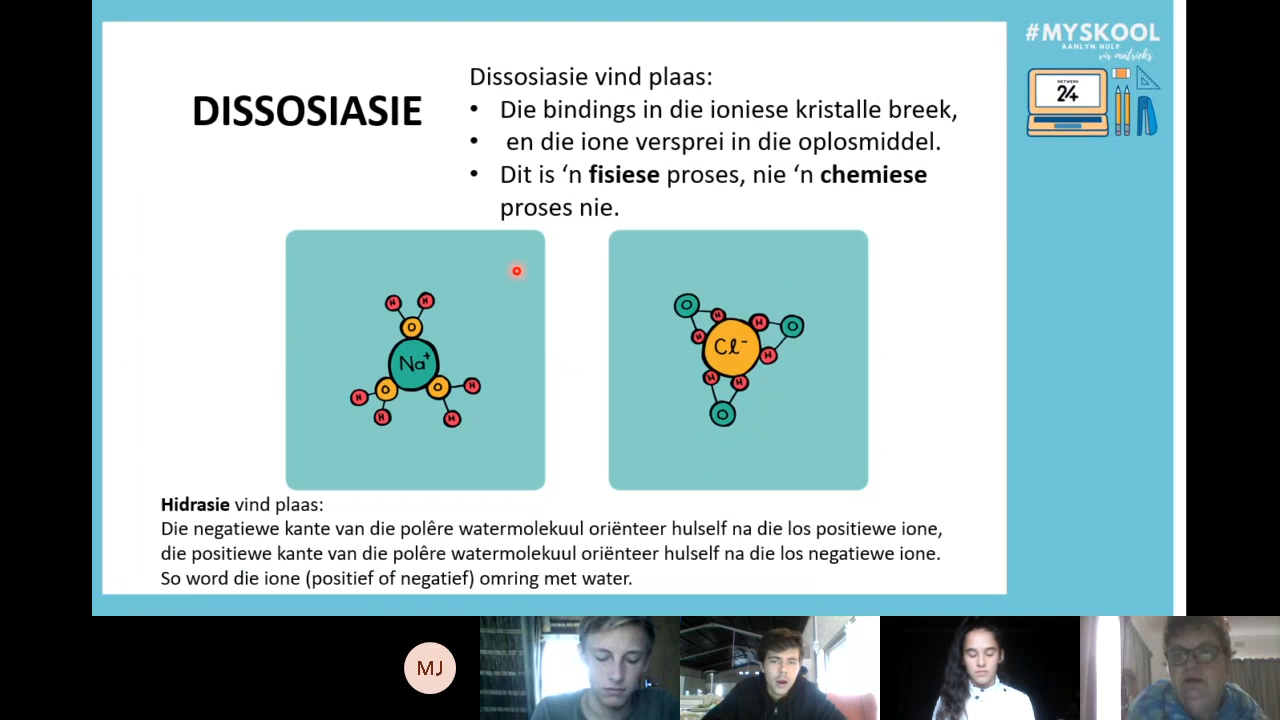 #MYSKOOL
AANLYN HULP
vir matrieks
NETWERK
24
DISSOSIASIE
Dissosiasie vind plaas:
• Die bindings in die ioniese kristalle breek,
• en die ione versprei in die oplosmiddel.
• Dit is ‘n fisiese proses, nie ‘n chemiese
proses nie.
H H
O
Na⁺
O O H
H H H
O H H O
H Cℓ⁻ H
H H
O
Hidrasie vind plaas:
Die negatiewe kante van die polêre watermolekuul oriënteer hulself na die los positiewe ione,
die positiewe kante van die polêre watermolekuul oriënteer hulself na die los negatiewe ione.
So word die ione (positief of negatief) omring met water.
MJ